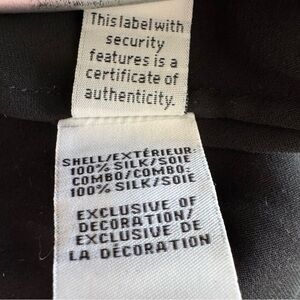 This label with
security
features is a
certificate of
authenticity.
SHELL/EXTÉRIEUR:
100% SILK/SOIE
COMBO/COMBO:
100% SILK/SOIE
EXCLUSIVE OF
DECORATION/
EXCLUSIVE DE
LA DÉCORATION